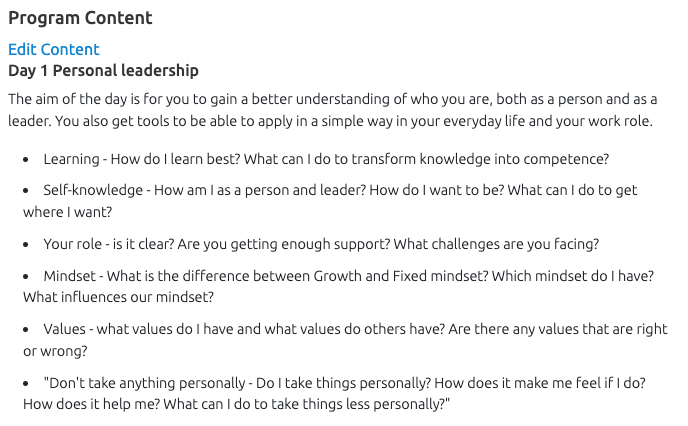 Program Content
Edit Content
Day 1 Personal leadership
The aim of the day is for you to gain a better understanding of who you are, both as a person and as a
leader. You also get tools to be able to apply in a simple way in your everyday life and your work role.
• Learning - How do I learn best? What can I do to transform knowledge into competence?
• Self-knowledge - How am I as a person and leader? How do I want to be? What can I do to get
where I want?
• Your role - is it clear? Are you getting enough support? What challenges are you facing?
• Mindset - What is the difference between Growth and Fixed mindset? Which mindset do I have?
What influences our mindset?
• Values - what values do I have and what values do others have? Are there any values that are right
or wrong?
• "Don't take anything personally - Do I take things personally? How does it make me feel if I do?
How does it help me? What can I do to take things less personally?"